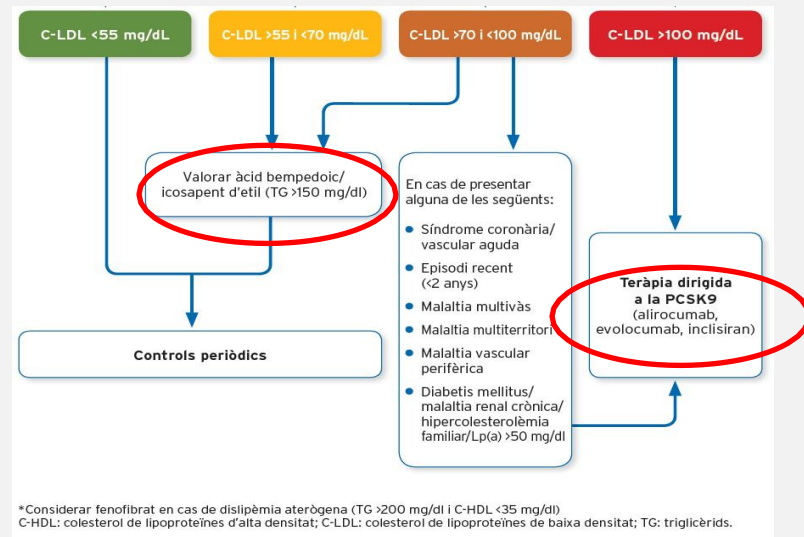 C-LDL <55 mg/dL
C-LDL >55 i <70 mg/dL
C-LDL >70 i <100 mg/dL
C-LDL >100 mg/dL
Valorar àcid bempedoic/
icosapent d'etil (TG >150 mg/dl)
En cas de presentar
alguna de les següents:
• Síndrome coronària/
vascular aguda
• Episodi recent
(<2 anys)
• Malaltia multivàs
• Malaltia multiterritori
• Malaltia vascular
perifèrica
• Diabetis mellitus/
malaltia renal crònica/
hipercolesterolèmia
familiar/Lp(a) >50 mg/dl
Teràpia dirigida
a la PCSK9
(alirocumab,
evolocumab, inclisiran)
Controls periòdics
*Considerar fenofibrat en cas de dislipèmia aterògena (TG >200 mg/dl i C-HDL <35 mg/dl)
C-HDL: colesterol de lipoproteïnes d'alta densitat; C-LDL: colesterol de lipoproteïnes de baixa densitat; TG: triglicèrids.